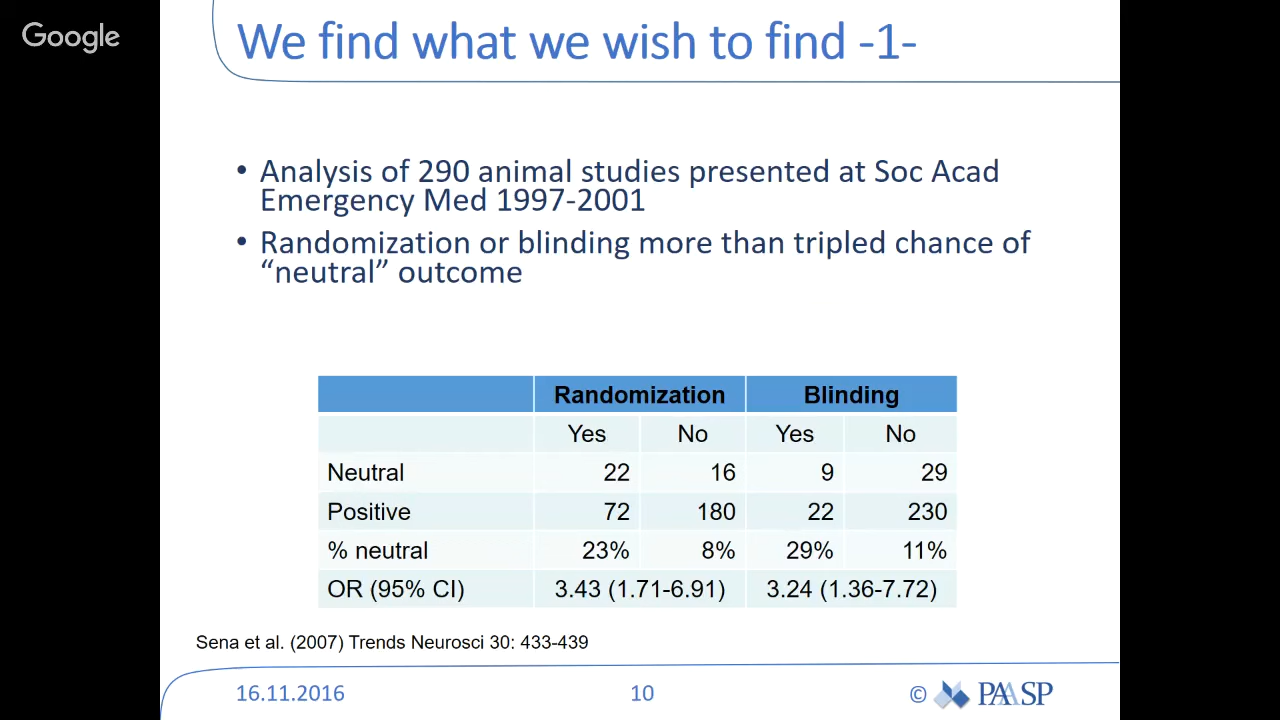 Google
We find what we wish to find -1-
• Analysis of 290 animal studies presented at Soc Acad
Emergency Med 1997-2001
• Randomization or blinding more than tripled chance of
“neutral” outcome
Randomization Blinding
Yes No Yes No
Neutral 22 16 9 29
Positive 72 180 22 230
% neutral 23% 8% 29% 11%
OR (95% CI) 3.43 (1.71-6.91) 3.24 (1.36-7.72)
Sena et al. (2007) Trends Neurosci 30: 433-439
16.11.2016 10 © PAASP